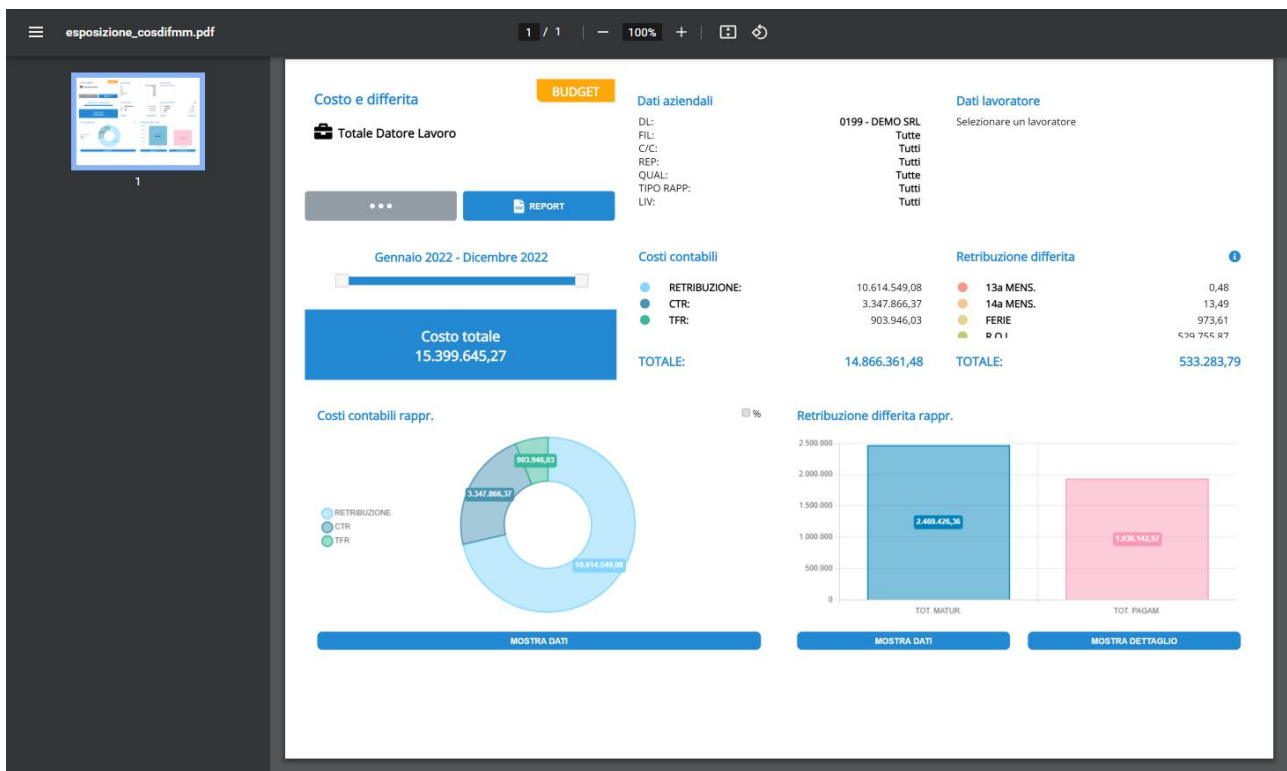 esposizione_cosdifmm.pdf
1 / 1
100%
1
Costo e differita
BUDGET
Totale Datore Lavoro
REPORT
Dati aziendali
DL: 0199 - DEMO SRL
FIL: Tutte
C/C: Tutti
REP: Tutti
QUAL: Tutte
TIPO RAPP: Tutti
LIV: Tutti
Dati lavoratore
Selezionare un lavoratore
Gennaio 2022 - Dicembre 2022
Costo totale
15.399.645,27
Costi contabili
RETRIBUZIONE: 10.614.549,08
CTR: 3.347.866,37
TFR: 903.946,03
TOTALE: 14.866.361,48
Retribuzione differita
13a MENS. 0,48
14a MENS. 13,49
FERIE 973,61
R.O.L. 529.755,87
TOTALE: 533.283,79
Costi contabili rappr.
%
RETRIBUZIONE
CTR
TFR
903.946,03
3.347.866,37
10.614.549,08
MOSTRA DATI
Retribuzione differita rappr.
2.500.000
2.000.000
1.500.000
1.000.000
500.000
0
2.469.426,36
1.936.142,57
TOT. MATUR.
TOT. PAGAM.
MOSTRA DATI
MOSTRA DETTAGLIO